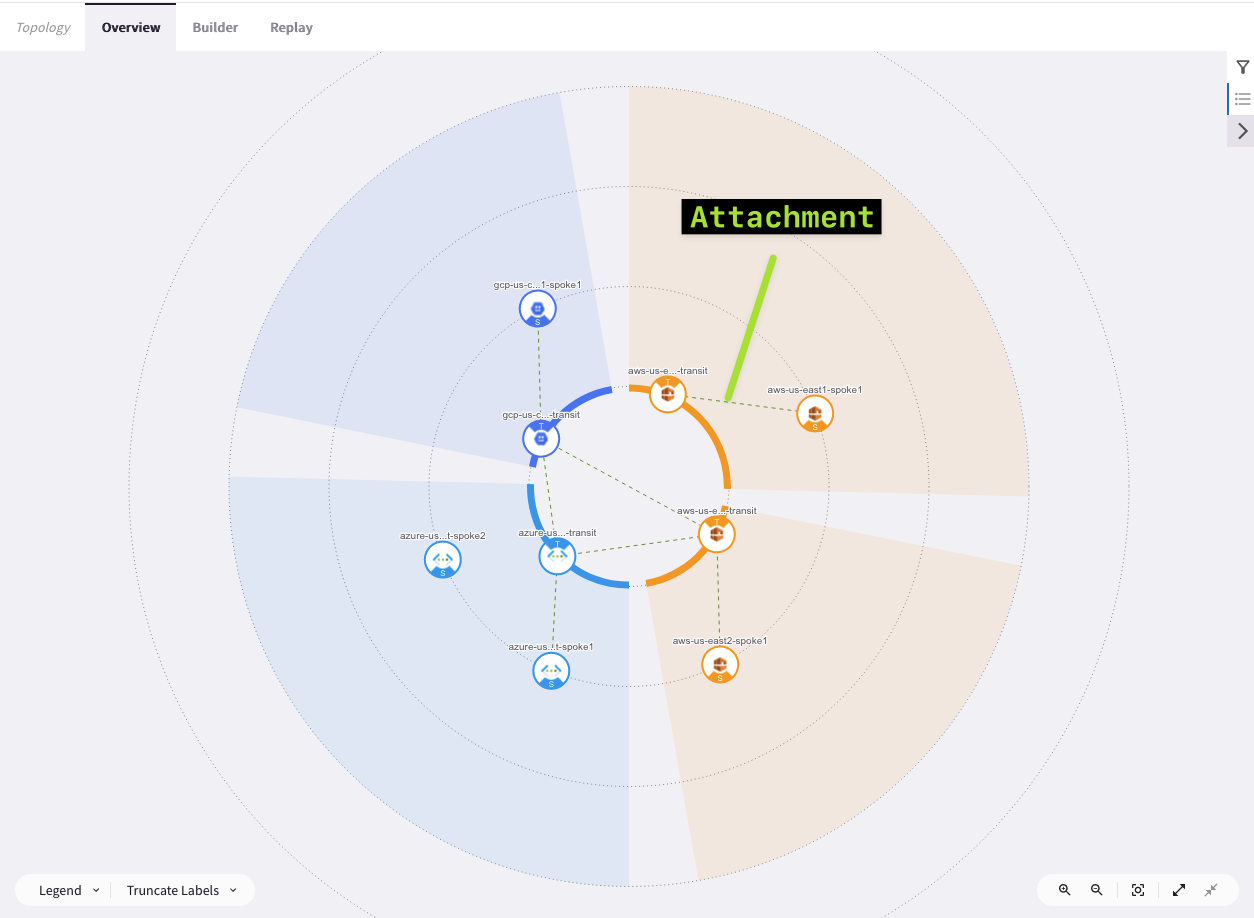 Topology
Overview
Builder
Replay
Attachment
gcp-us-c...1-spoke1
S
aws-us-e...-transit
T
aws-us-east1-spoke1
S
gcp-us-c...-transit
T
aws-us-e...-transit
T
azure-us...t-spoke2
S
azure-us...-transit
T
aws-us-east2-spoke1
S
azure-us...t-spoke1
S
Legend
Truncate Labels